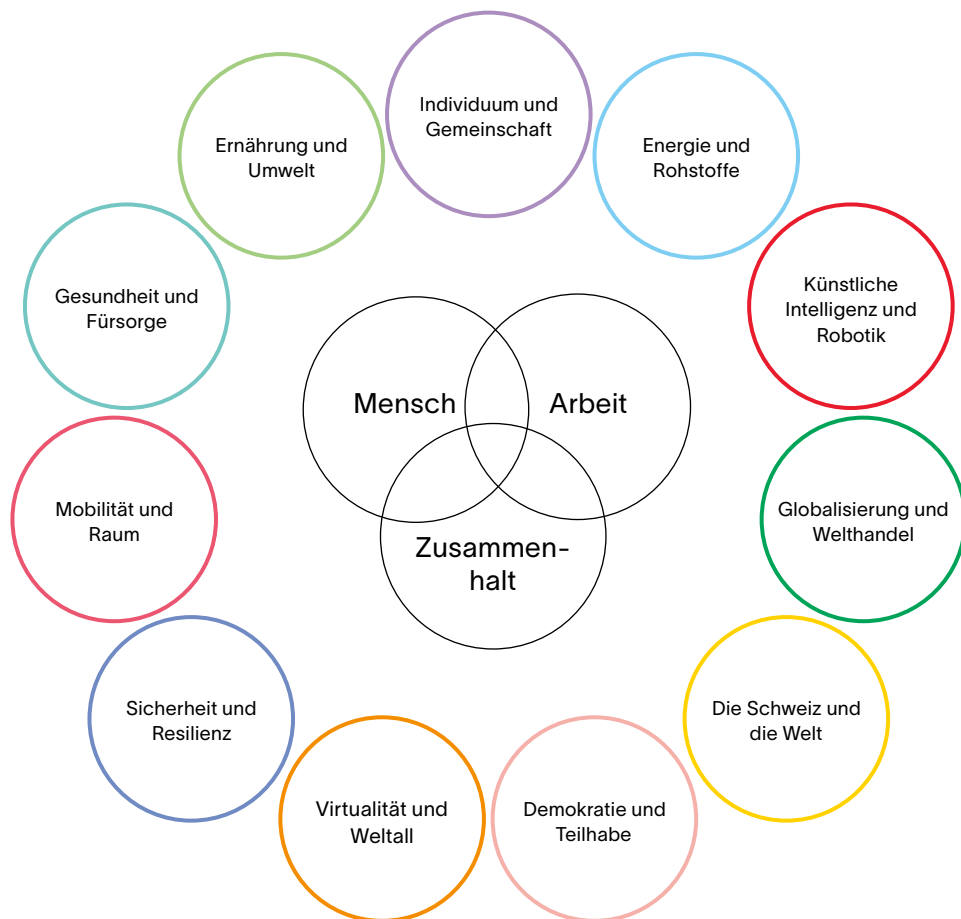 Individuum und
Gemeinschaft
Ernährung und
Umwelt
Energie und
Rohstoffe
Gesundheit und
Fürsorge
Künstliche
Intelligenz und
Robotik
Mensch
Arbeit
Zusammen-
halt
Mobilität und
Raum
Globalisierung und
Welthandel
Sicherheit und
Resilienz
Die Schweiz und
die Welt
Virtualität und
Weltall
Demokratie und
Teilhabe